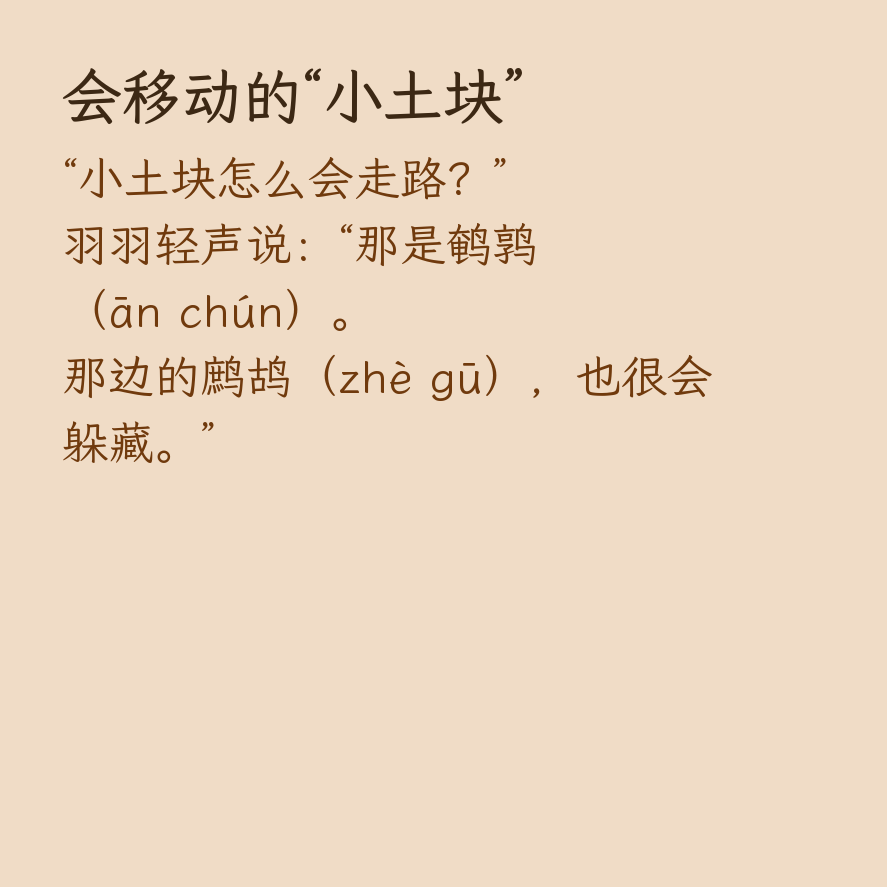 会移动的“小土块”
“小土块怎么会走路？”
羽羽轻声说：“那是鹌鹑
（ān chún）。
那边的鹧鸪（zhè gū），也很会
躲藏。”